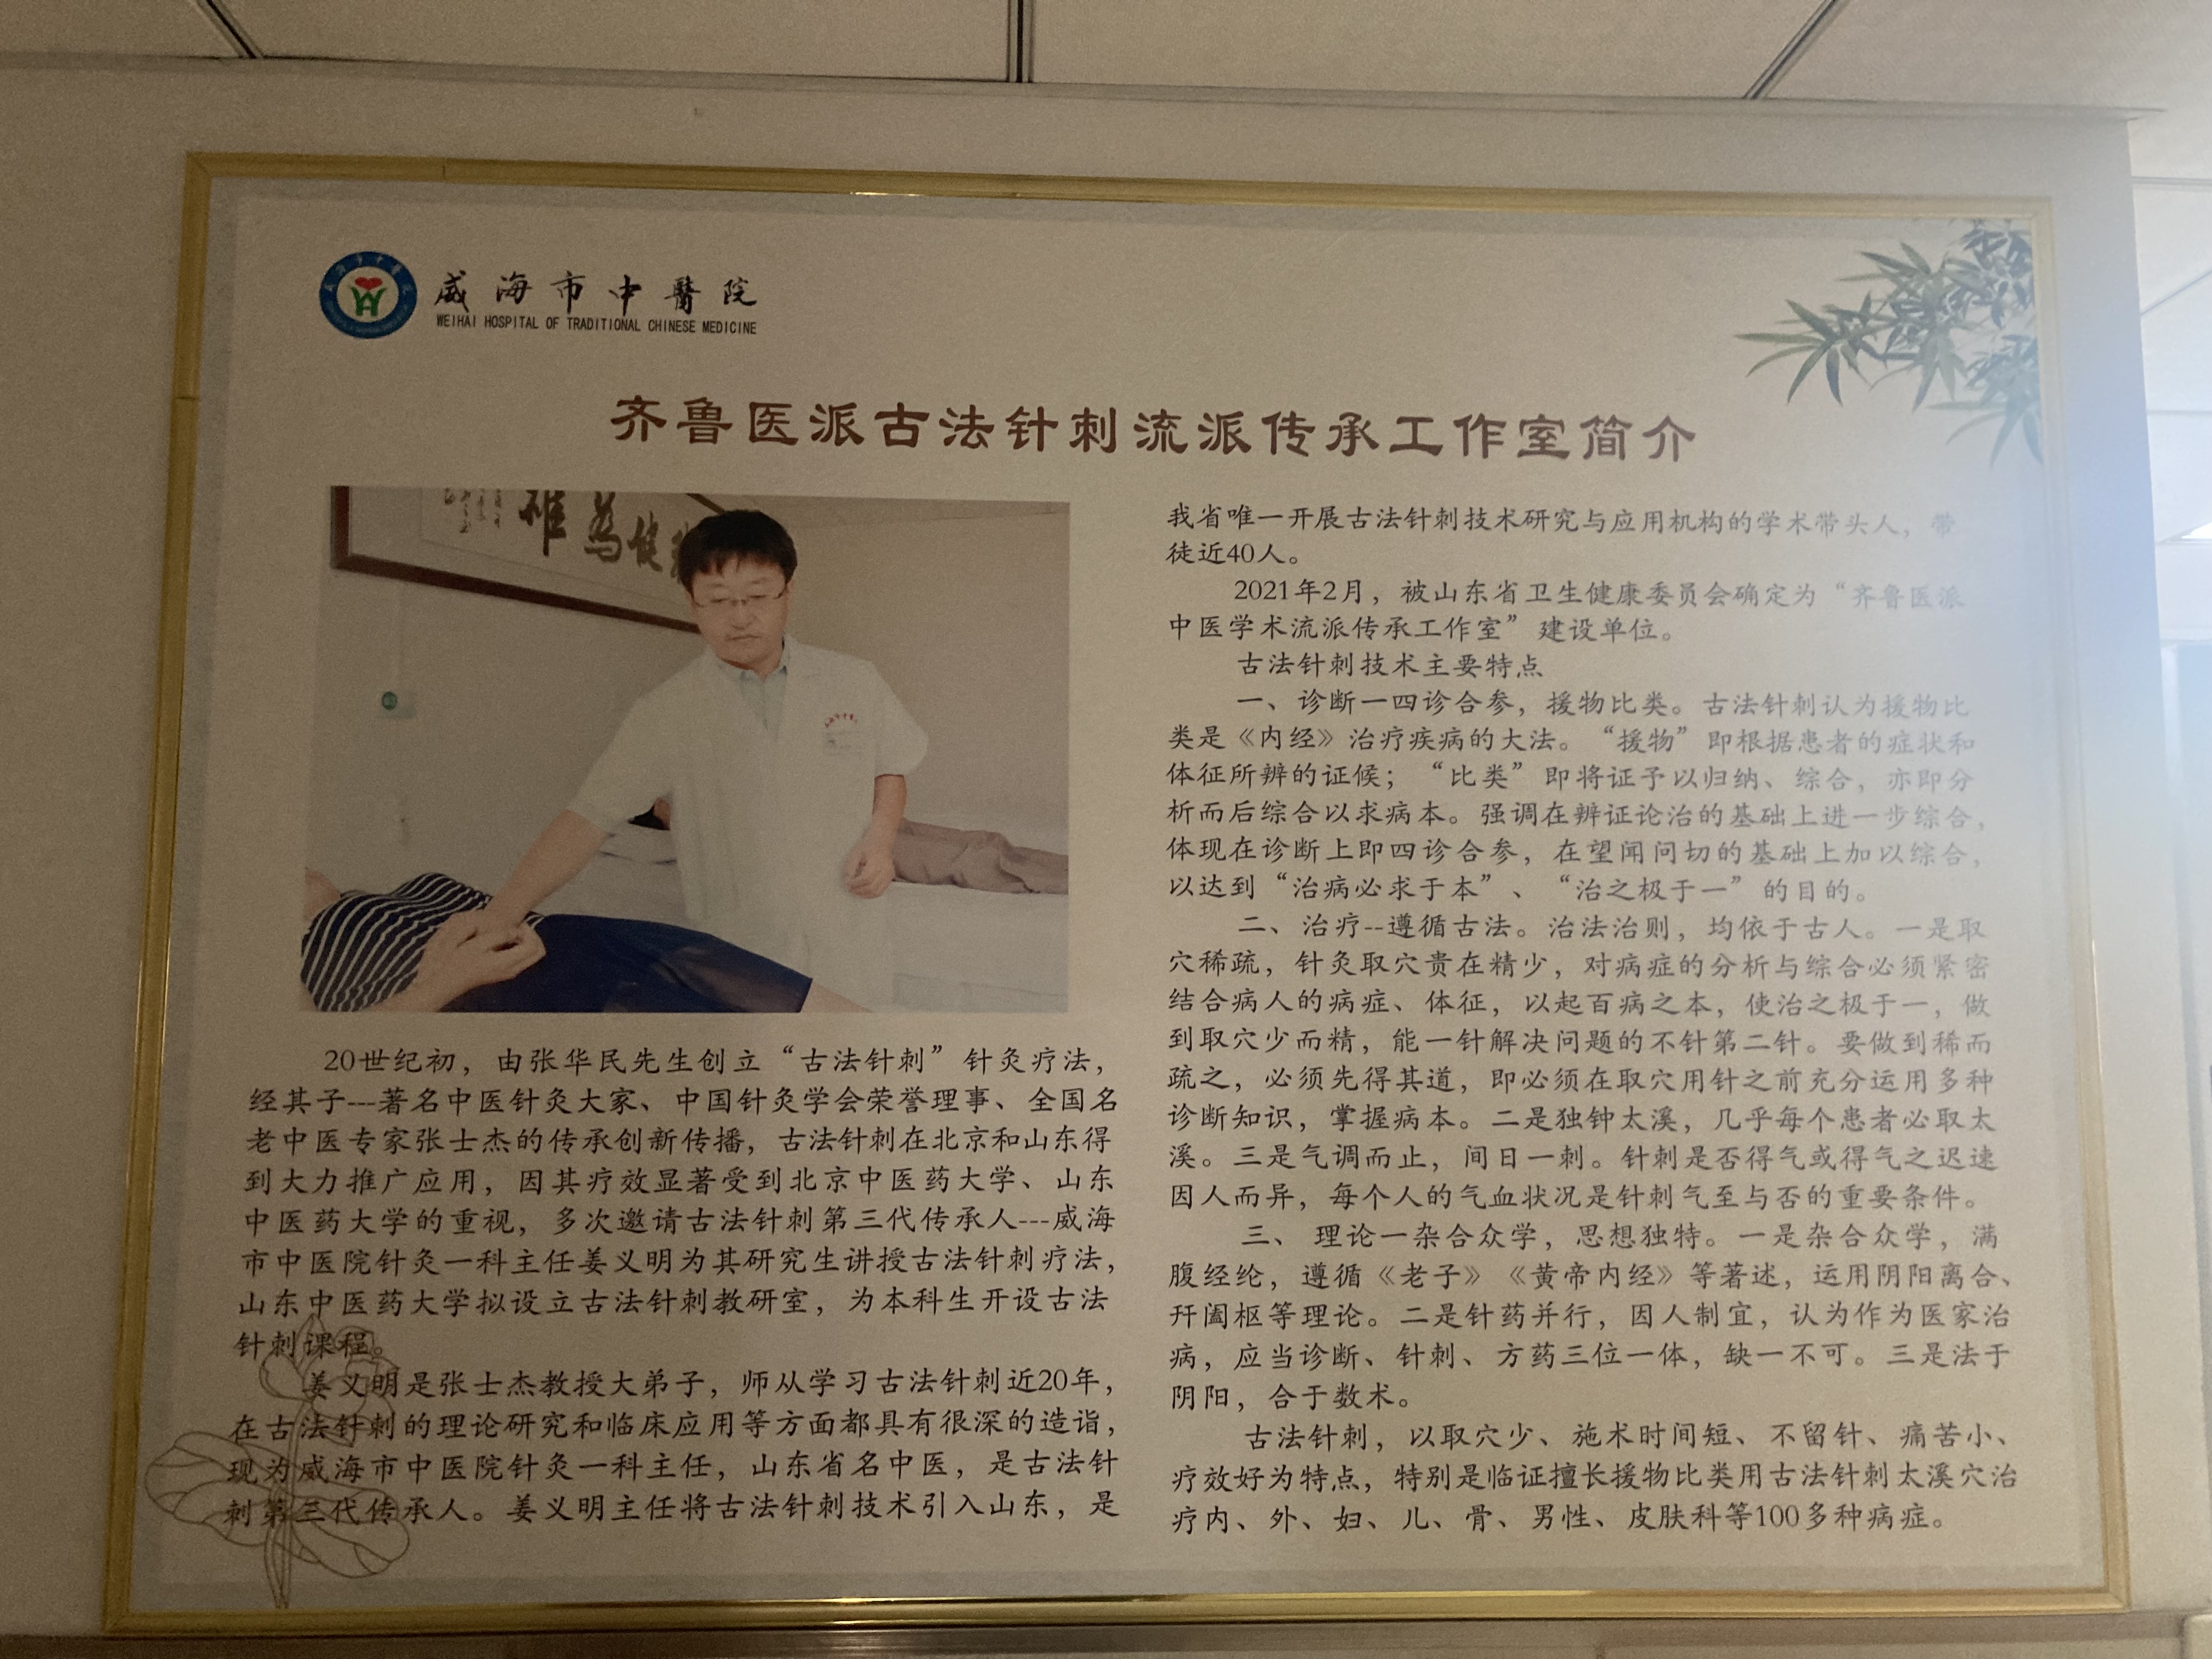 威海市中醫院
WEIHAI HOSPITAL OF TRADITIONAL CHINESE MEDICINE
齐鲁医派古法针刺流派传承工作室简介
20世纪初，由张华民先生创立“古法针刺”针灸疗法，
经其子---著名中医针灸大家、中国针灸学会荣誉理事、全国名
老中医专家张士杰的传承创新传播，古法针刺在北京和山东得
到大力推广应用，因其疗效显著受到北京中医药大学、山东
中医药大学的重视，多次邀请古法针刺第三代传承人---威海
市中医院针灸一科主任姜义明为其研究生讲授古法针刺疗法，
山东中医药大学拟设立古法针刺教研室，为本科生开设古法
针刺课程。
姜义明是张士杰教授大弟子，师从学习古法针刺近20年，
在古法针刺的理论研究和临床应用等方面都具有很深的造诣，
现为威海市中医院针灸一科主任，山东省名中医，是古法针
刺第三代传承人。姜义明主任将古法针刺技术引入山东，是
我省唯一开展古法针刺技术研究与应用机构的学术带头人，带
徒近40人。
2021年2月，被山东省卫生健康委员会确定为“齐鲁医派
中医学术流派传承工作室”建设单位。
古法针刺技术主要特点
一、诊断一四诊合参，援物比类。古法针刺认为援物比
类是《内经》治疗疾病的大法。“援物”即根据患者的症状和
体征所辨的证候；“比类”即将证予以归纳、综合，亦即分
析而后综合以求病本。强调在辨证论治的基础上进一步综合，
体现在诊断上即四诊合参，在望闻问切的基础上加以综合，
以达到“治病必求于本”、“治之极于一”的目的。
二、治疗--遵循古法。治法治则，均依于古人。一是取
穴稀疏，针灸取穴贵在精少，对病症的分析与综合必须紧密
结合病人的病症、体征，以起百病之本，使治之极于一，做
到取穴少而精，能一针解决问题的不针第二针。要做到稀而
疏之，必须先得其道，即必须在取穴用针之前充分运用多种
诊断知识，掌握病本。二是独钟太溪，几乎每个患者必取太
溪。三是气调而止，间日一刺。针刺是否得气或得气之迟速
因人而异，每个人的气血状况是针刺气至与否的重要条件。
三、理论一杂合众学，思想独特。一是杂合众学，满
腹经纶，遵循《老子》《黄帝内经》等著述，运用阴阳离合、
开阖枢等理论。二是针药并行，因人制宜，认为作为医家治
病，应当诊断、针刺、方药三位一体，缺一不可。三是法于
阴阳，合于数术。
古法针刺，以取穴少、施术时间短、不留针、痛苦小、
疗效好为特点，特别是临证擅长援物比类用古法针刺太溪穴治
疗内、外、妇、儿、骨、男性、皮肤科等100多种病症。